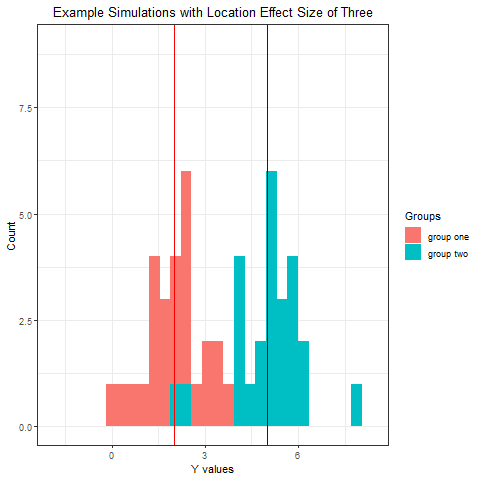 Example Simulations with Location Effect Size of Three
7.5
5.0
2.5
0.0
Count
0 3 6
Y values
Groups
group one
group two